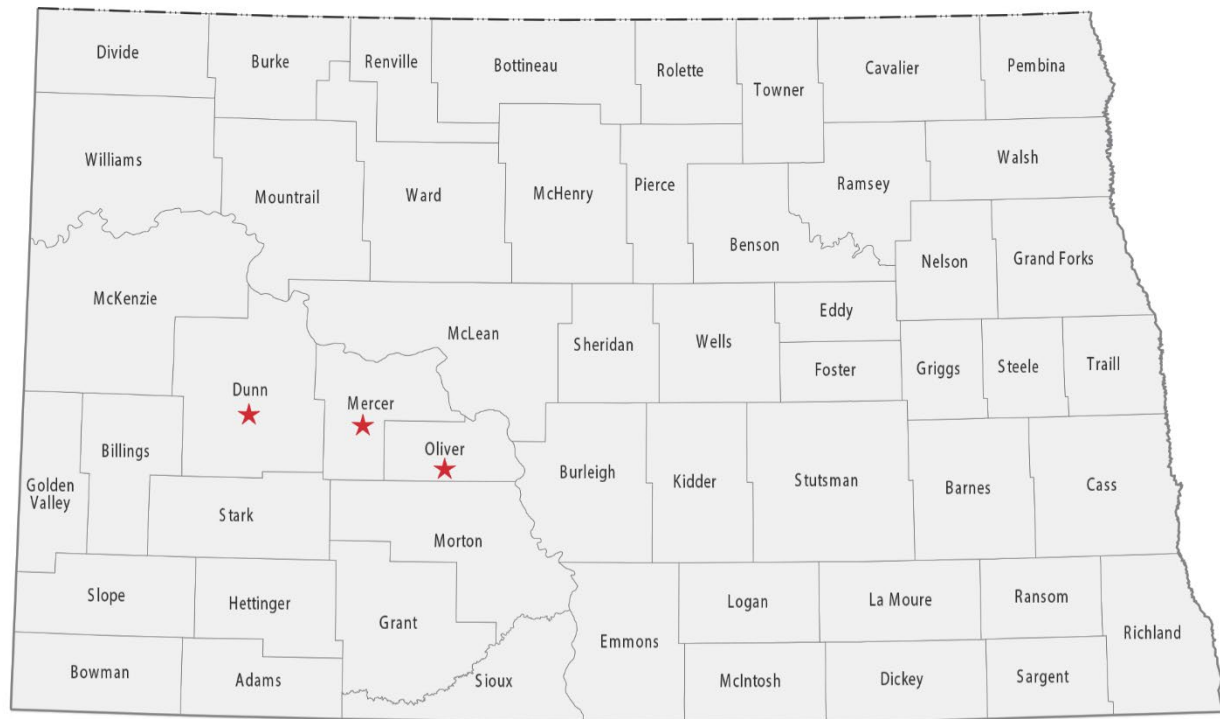 Divide
Burke
Renville
Bottineau
Rolette
Towner
Cavalier
Pembina
Williams
Mountrail
Ward
McHenry
Pierce
Benson
Ramsey
Walsh
Nelson
Grand Forks
McKenzie
McLean
Sheridan
Wells
Eddy
Foster
Griggs
Steele
Traill
Dunn
Mercer
Oliver
Golden
Valley
Billings
Stark
Morton
Burleigh
Kidder
Stutsman
Barnes
Cass
Slope
Hettinger
Grant
Emmons
Logan
La Moure
Ransom
Richland
Bowman
Adams
Sioux
McIntosh
Dickey
Sargent